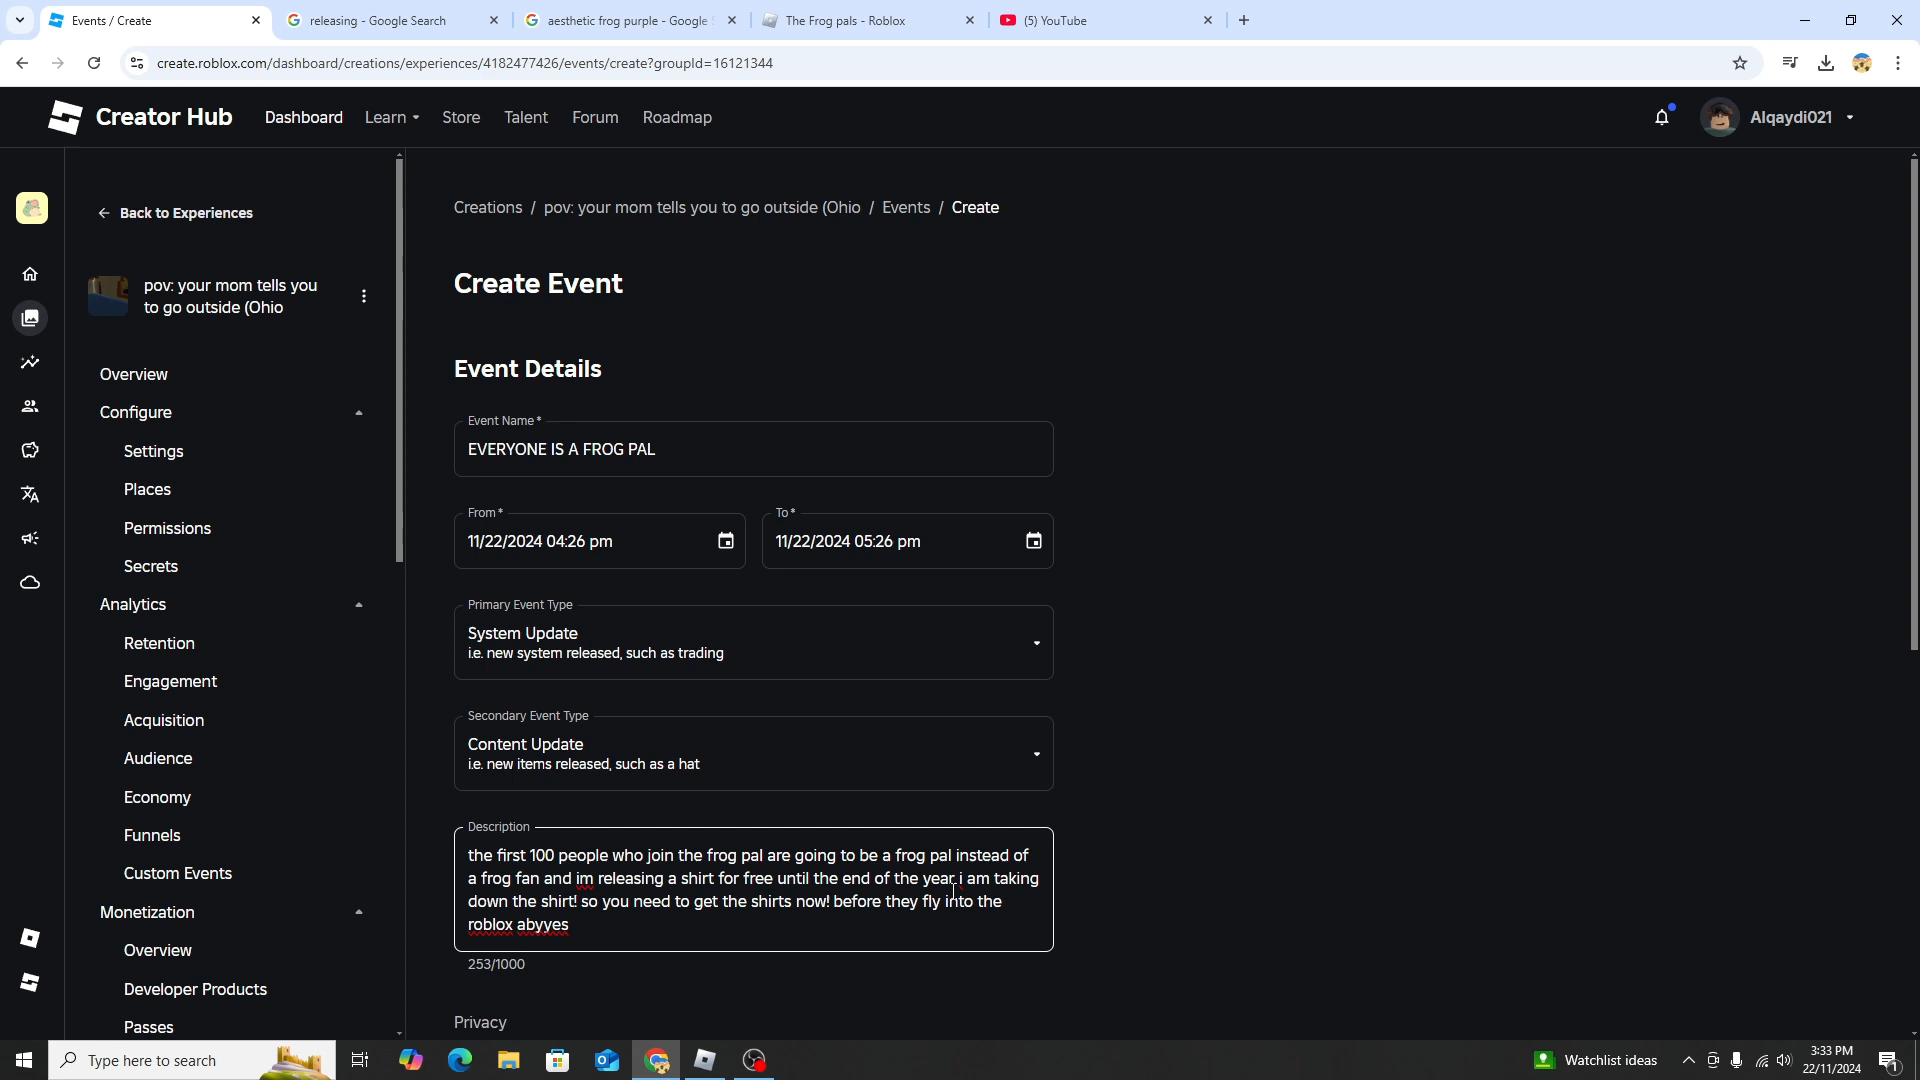 Events / Create
releasing - Google Search
aesthetic frog purple - Google S
The Frog pals - Roblox
(5) YouTube
create.roblox.com/dashboard/creations/experiences/4182477426/events/create?groupId=16121344
Creator Hub
Dashboard
Learn
Store
Talent
Forum
Roadmap
Alqaydi021
Back to Experiences
pov: your mom tells you
to go outside (Ohio
Overview
Configure
Settings
Places
Permissions
Secrets
Analytics
Retention
Engagement
Acquisition
Audience
Economy
Funnels
Custom Events
Monetization
Overview
Developer Products
Passes
Creations / pov: your mom tells you to go outside (Ohio / Events / Create
Create Event
Event Details
Event Name*
EVERYONE IS A FROG PAL
From*
11/22/2024 04:26 pm
To*
11/22/2024 05:26 pm
Primary Event Type
System Update
i.e. new system released, such as trading
Secondary Event Type
Content Update
i.e. new items released, such as a hat
Description
the first 100 people who join the frog pal are going to be a frog pal instead of
a frog fan and im releasing a shirt for free until the end of the year i am taking
down the shirt! so you need to get the shirts now! before they fly into the
roblox abyyes
253/1000
Privacy
Type here to search
Watchlist ideas
3:33 PM
22/11/2024
1